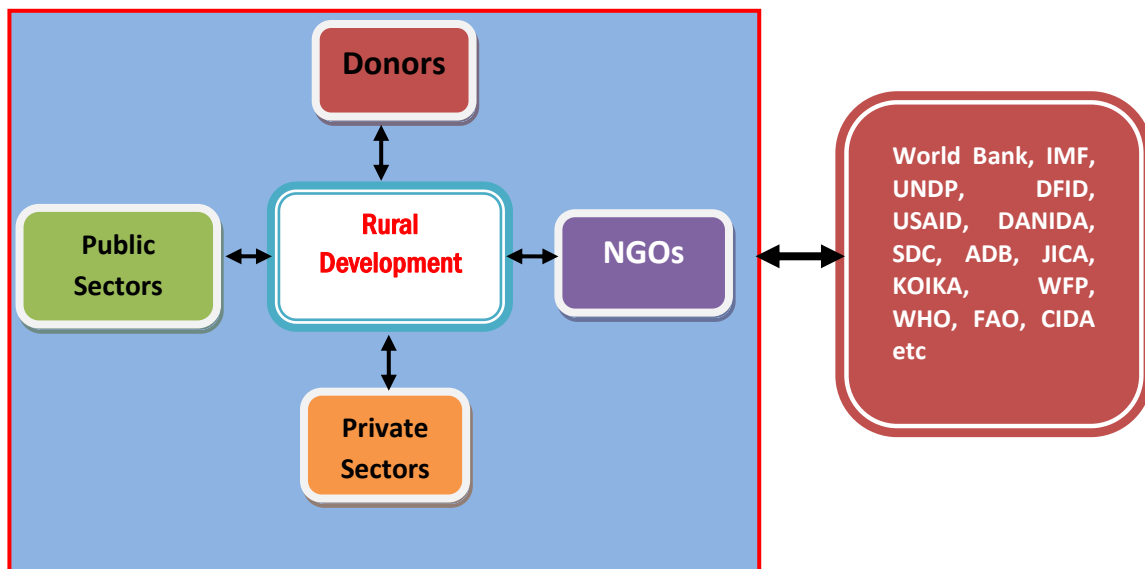 Donors
Public
Sectors
Rural
Development
NGOs
Private
Sectors
World Bank, IMF,
UNDP, DFID,
USAID, DANIDA,
SDC, ADB, JICA,
KOIKA, WFP,
WHO, FAO, CIDA
etc